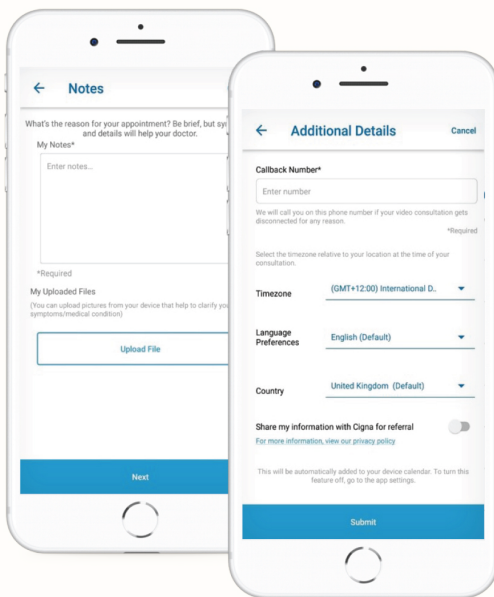 Notes
What's the reason for your appointment? Be brief, but
and details will help your doctor.
My Notes*
Enter notes...
*Required
My Uploaded Files
(You can upload pictures from your device that help to clarify
symptoms/medical condition)
Upload File
Next
Additional Details
Cancel
Callback Number*
Enter number
We will call you on this phone number if your video consultation gets
disconnected for any reason.
*Required
Select the timezone relative to your location at the time of your
consultation.
Timezone
(GMT+12:00) International D..
Language
Preferences
English (Default)
Country
United Kingdom (Default)
Share my information with Cigna for referral
For more information, view our privacy policy
This will be automatically added to your device calendar. To turn this
feature off, go to the app settings.
Submit